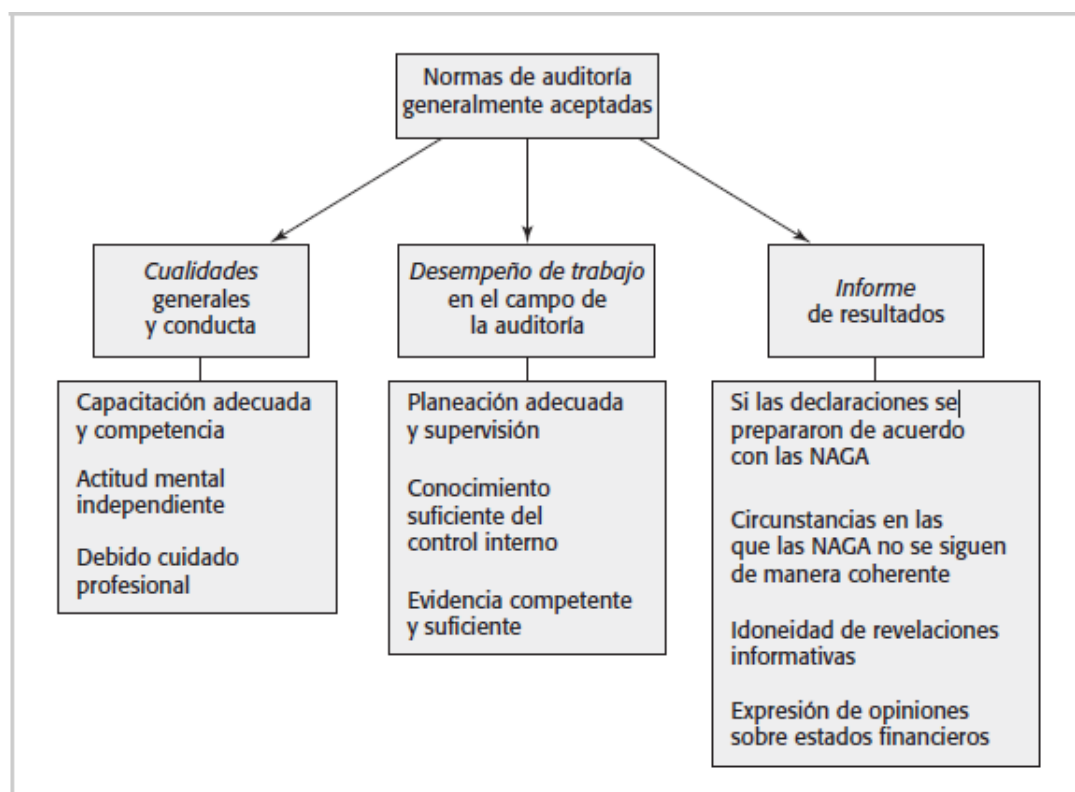 Normas de auditoría
generalmente aceptadas
Cualidades
generales
y conducta
Desempeño de trabajo
en el campo de
la auditoría
Informe
de resultados
Capacitación adecuada
y competencia
Actitud mental
independiente
Debido cuidado
profesional
Planeación adecuada
y supervisión
Conocimiento
suficiente del
control interno
Evidencia competente
y suficiente
Si las declaraciones se
prepararon de acuerdo
con las NAGA
Circunstancias en las
que las NAGA no se siguen
de manera coherente
Idoneidad de revelaciones
informativas
Expresión de opiniones
sobre estados financieros